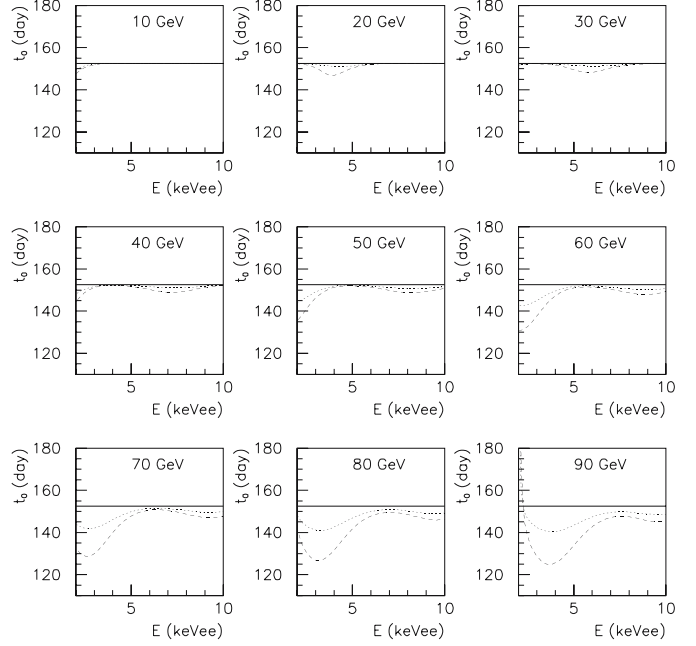 10 GeV
t₀ (day)
180
160
140
120
5
10
E (keVee)
20 GeV
t₀ (day)
180
160
140
120
5
10
E (keVee)
30 GeV
t₀ (day)
180
160
140
120
5
10
E (keVee)
40 GeV
t₀ (day)
180
160
140
120
5
10
E (keVee)
50 GeV
t₀ (day)
180
160
140
120
5
10
E (keVee)
60 GeV
t₀ (day)
180
160
140
120
5
10
E (keVee)
70 GeV
t₀ (day)
180
160
140
120
5
10
E (keVee)
80 GeV
t₀ (day)
180
160
140
120
5
10
E (keVee)
90 GeV
t₀ (day)
180
160
140
120
5
10
E (keVee)